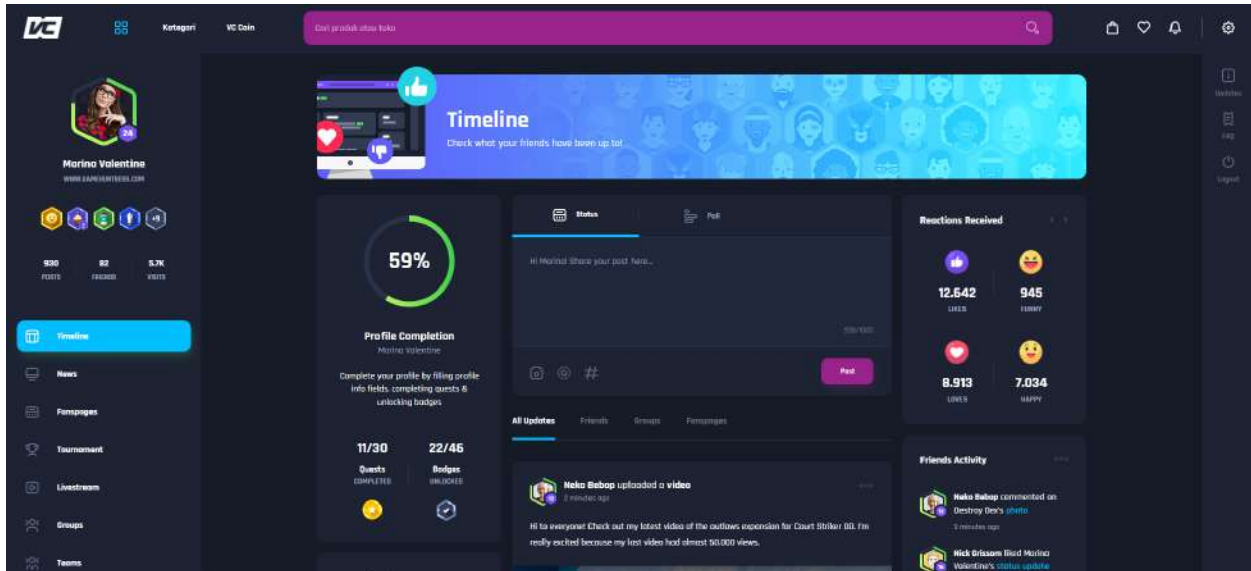 VC
Kategori
VC Coin
Cari produk atau toko
24
Marina Valentine
WWW.GAMEHUNTRESS.COM
+9
930
82
5.7K
POSTS
FRIENDS
VISITS
Timeline
News
Fanspages
Tournament
Livestream
Groups
Teams
Timeline
Check what your friends have been up to!
59%
Profile Completion
Marina Valentine
Complete your profile by filling profile
info fields, completing quests &
unlocking badges
11/30
22/46
Quests
Badges
COMPLETED
UNLOCKED
Status
Poll
Hi Marina! Share your post here...
Post
All Updates
Friends
Groups
Fanspages
Neko Bebop uploaded a video
2 minutes ago
Hi to everyone! Check out my latest video of the outlaws expansion for Court Striker GO. I'm
really excited because my last video had almost 50.000 views.
Reactions Received
12.642
945
LIKES
FUNNY
8.913
7.034
LOVES
HAPPY
Friends Activity
Neko Bebop commented on
Destroy Dex's photo
2 minutes ago
Nick Grissom liked Marina
Valentine's status update
Updates
Faq
Logout